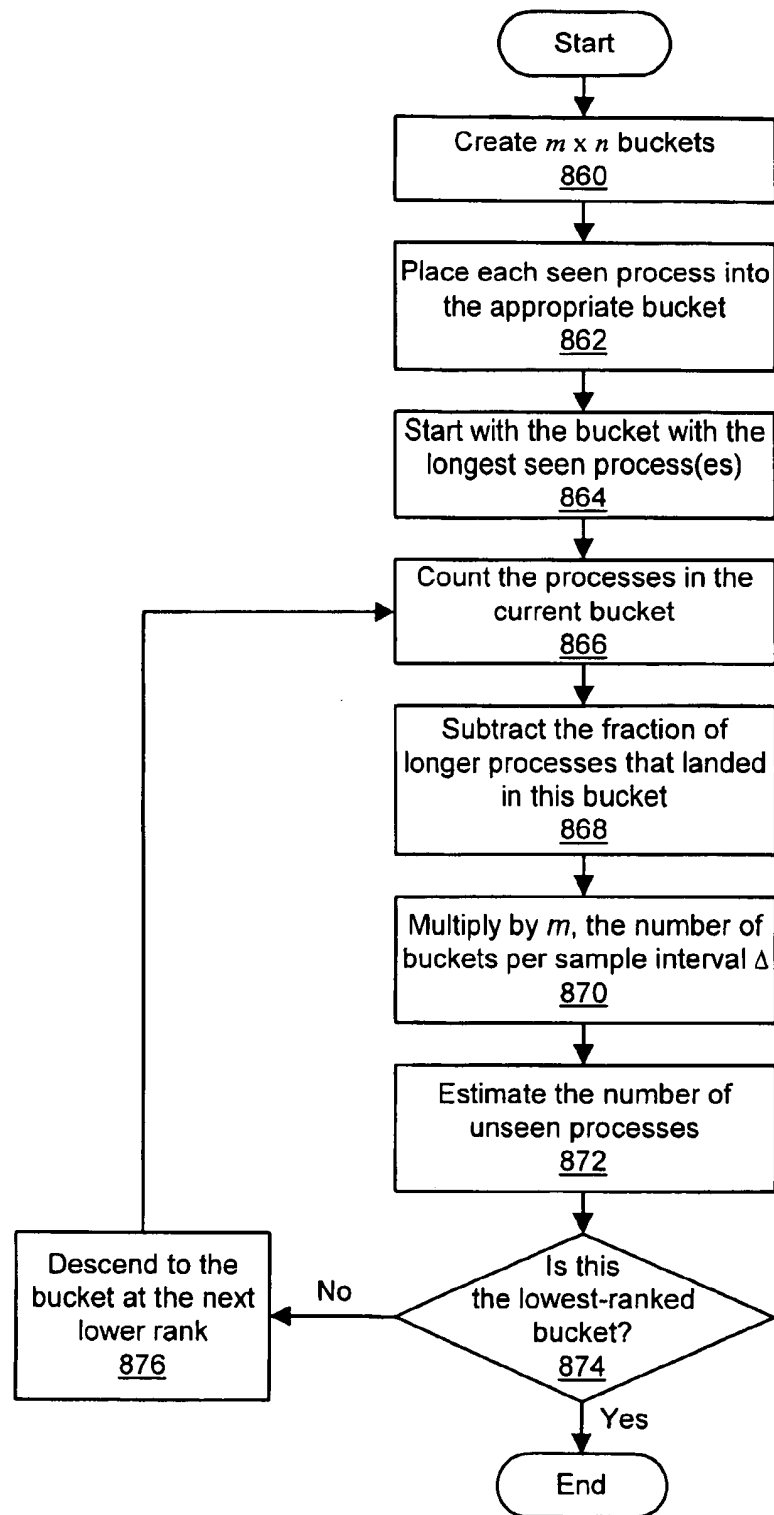 Start
Create m x n buckets
860
Place each seen process into
the appropriate bucket
862
Start with the bucket with the
longest seen process(es)
864
Count the processes in the
current bucket
866
Subtract the fraction of
longer processes that landed
in this bucket
868
Multiply by m, the number of
buckets per sample interval Δ
870
Estimate the number of
unseen processes
872
Is this
the lowest-ranked
bucket?
874
No
Descend to the
bucket at the next
lower rank
876
Yes
End